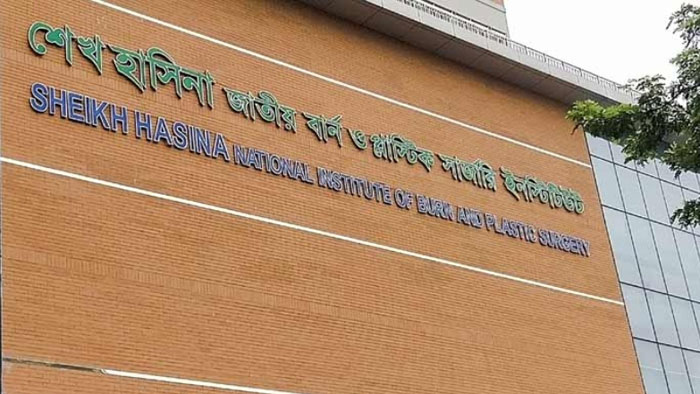 শেখ হাসিনা জাতীয় বার্ন ও প্লাস্টিক সার্জারি ইনস্টিটিউট
SHEIKH HASINA NATIONAL INSTITUTE OF BURN AND PLASTIC SURGERY